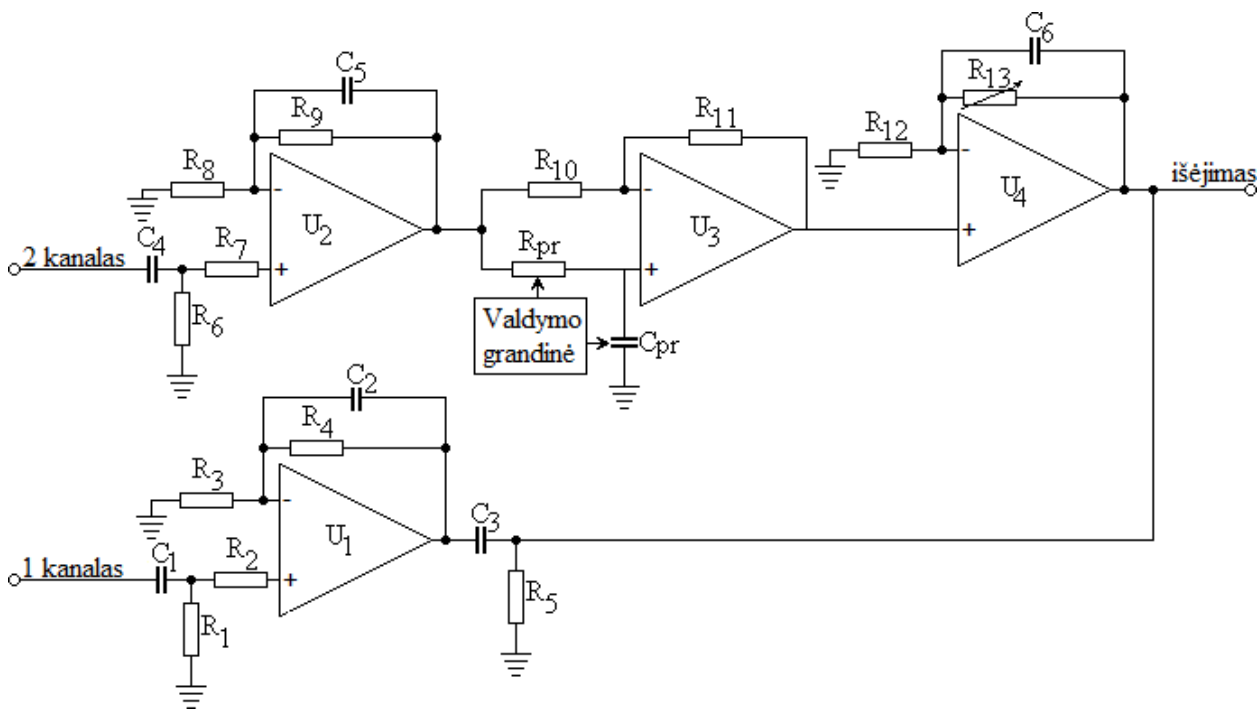 C6
R13
C5
R9
R11
R12
R8
-
R10
-
-
U2
U3
U4
išėjimas
C4
R7
Rpr
+
2 kanalas
+
+
R6
Valdymo
grandinė
Cpr
C2
R4
R3
-
U1
C3
C1
R2
1 kanalas
+
R1
R5